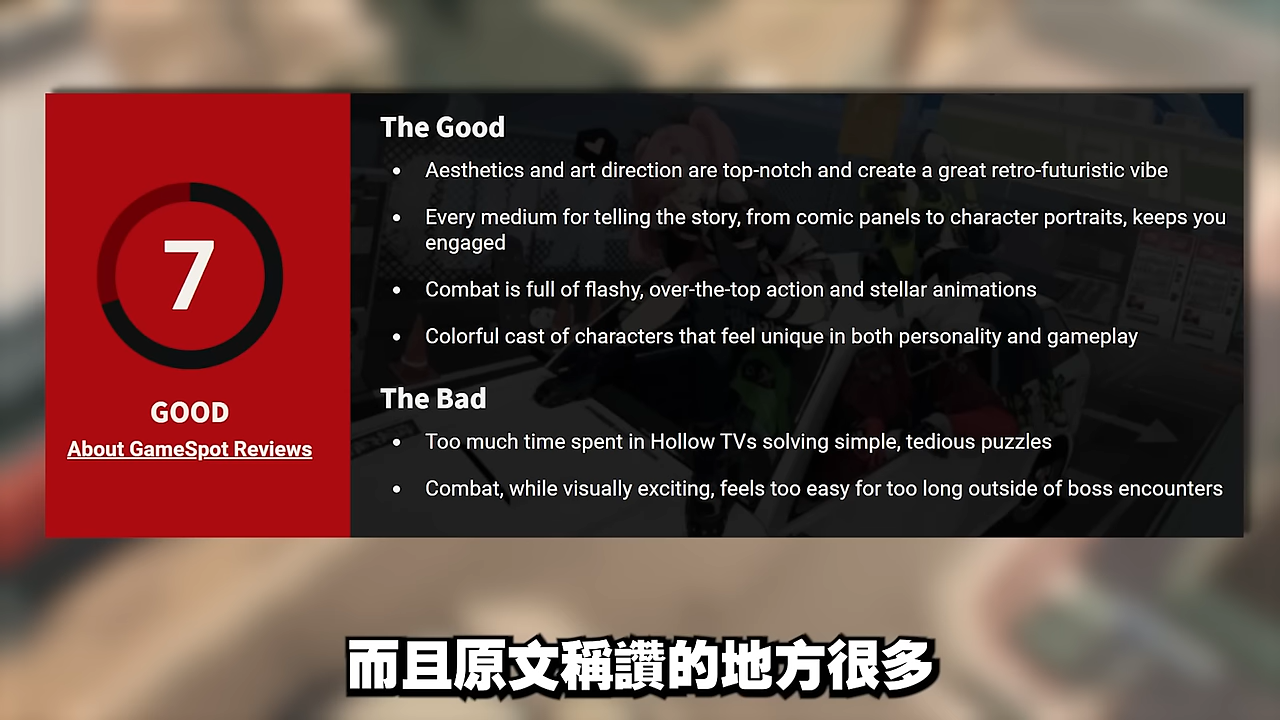 7
GOOD
About GameSpot Reviews
The Good
Aesthetics and art direction are top-notch and create a great retro-futuristic vibe
Every medium for telling the story, from comic panels to character portraits, keeps you
engaged
Combat is full of flashy, over-the-top action and stellar animations
Colorful cast of characters that feel unique in both personality and gameplay
The Bad
Too much time spent in Hollow TVs solving simple, tedious puzzles
Combat, while visually exciting, feels too easy for too long outside of boss encounters
而且原文稱讚的地方很多